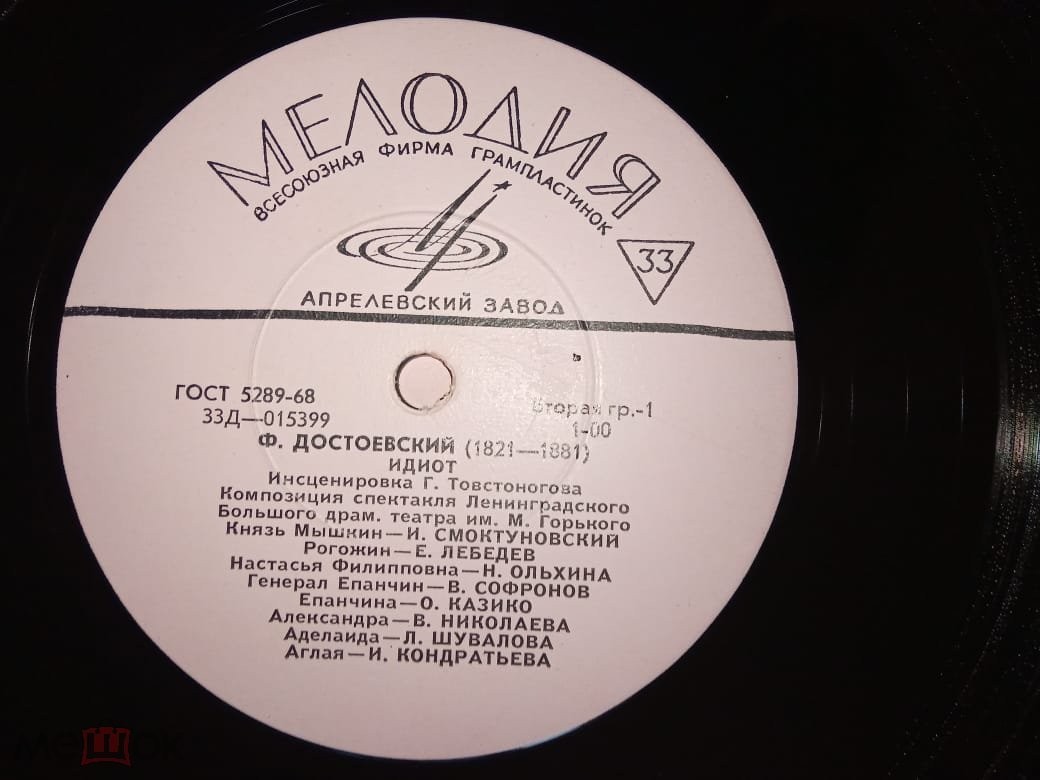 МЕЛОДИЯ
ВСЕСОЮЗНАЯ ФИРМА ГРАМПЛАСТИНОК
33
АПРЕЛЕВСКИЙ ЗАВОД
ГОСТ 5289-68
33Д—015399
Вторая гр.-1
1-00
Ф. ДОСТОЕВСКИЙ (1821—1881)
ИДИОТ
Инсценировка Г. Товстоногова
Композиция спектакля Ленинградского
Большого драм. театра им. М. Горького
Князь Мышкин—И. СМОКТУНОВСКИЙ
Рогожин—Е. ЛЕБЕДЕВ
Настасья Филипповна—Н. ОЛЬХИНА
Генерал Епанчин—В. СОФРОНОВ
Епанчина—О. КАЗИКО
Александра—В. НИКОЛАЕВА
Аделаида—Л. ШУВАЛОВА
Аглая—И. КОНДРАТЬЕВА
мешок